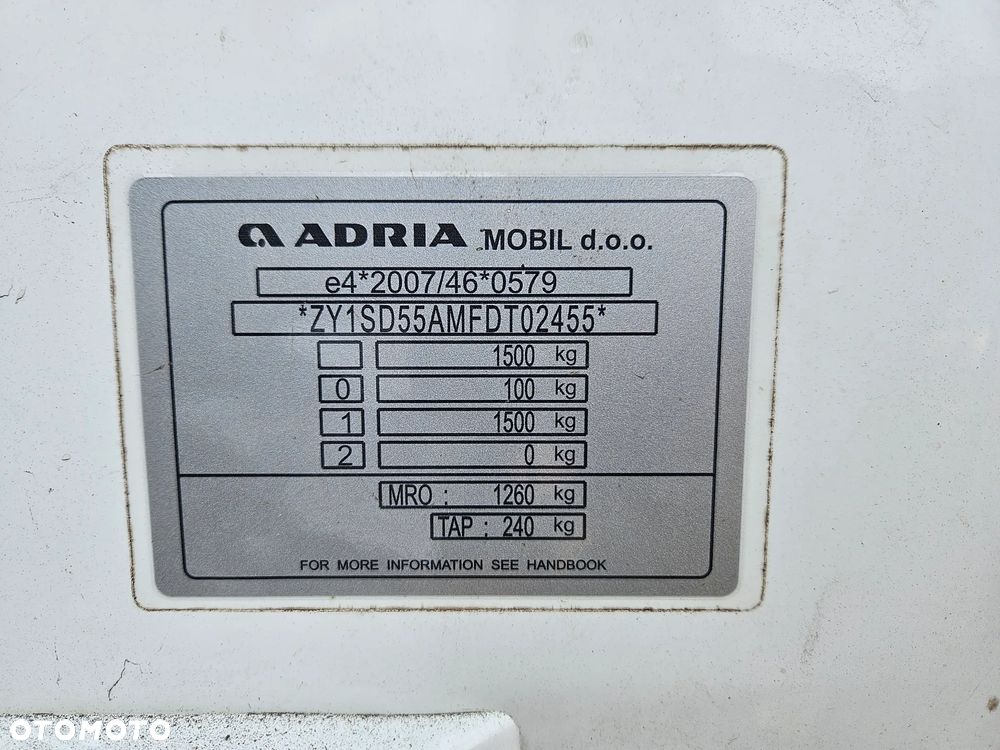 ADRIA MOBIL d.o.o.
e4*2007/46*0579
*ZY1SD55AMFDT02455*
1500 kg
0 100 kg
1 1500 kg
2 0 kg
MRO : 1260 kg
TAP : 240 kg
FOR MORE INFORMATION SEE HANDBOOK
OTOMOTO